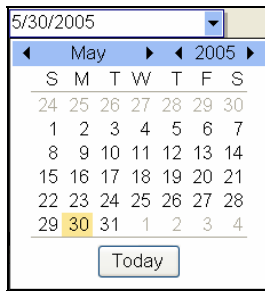 5/30/2005
May 2005
S M T W T F S
24 25 26 27 28 29 30
1 2 3 4 5 6 7
8 9 10 11 12 13 14
15 16 17 18 19 20 21
22 23 24 25 26 27 28
29 30 31 1 2 3 4
Today